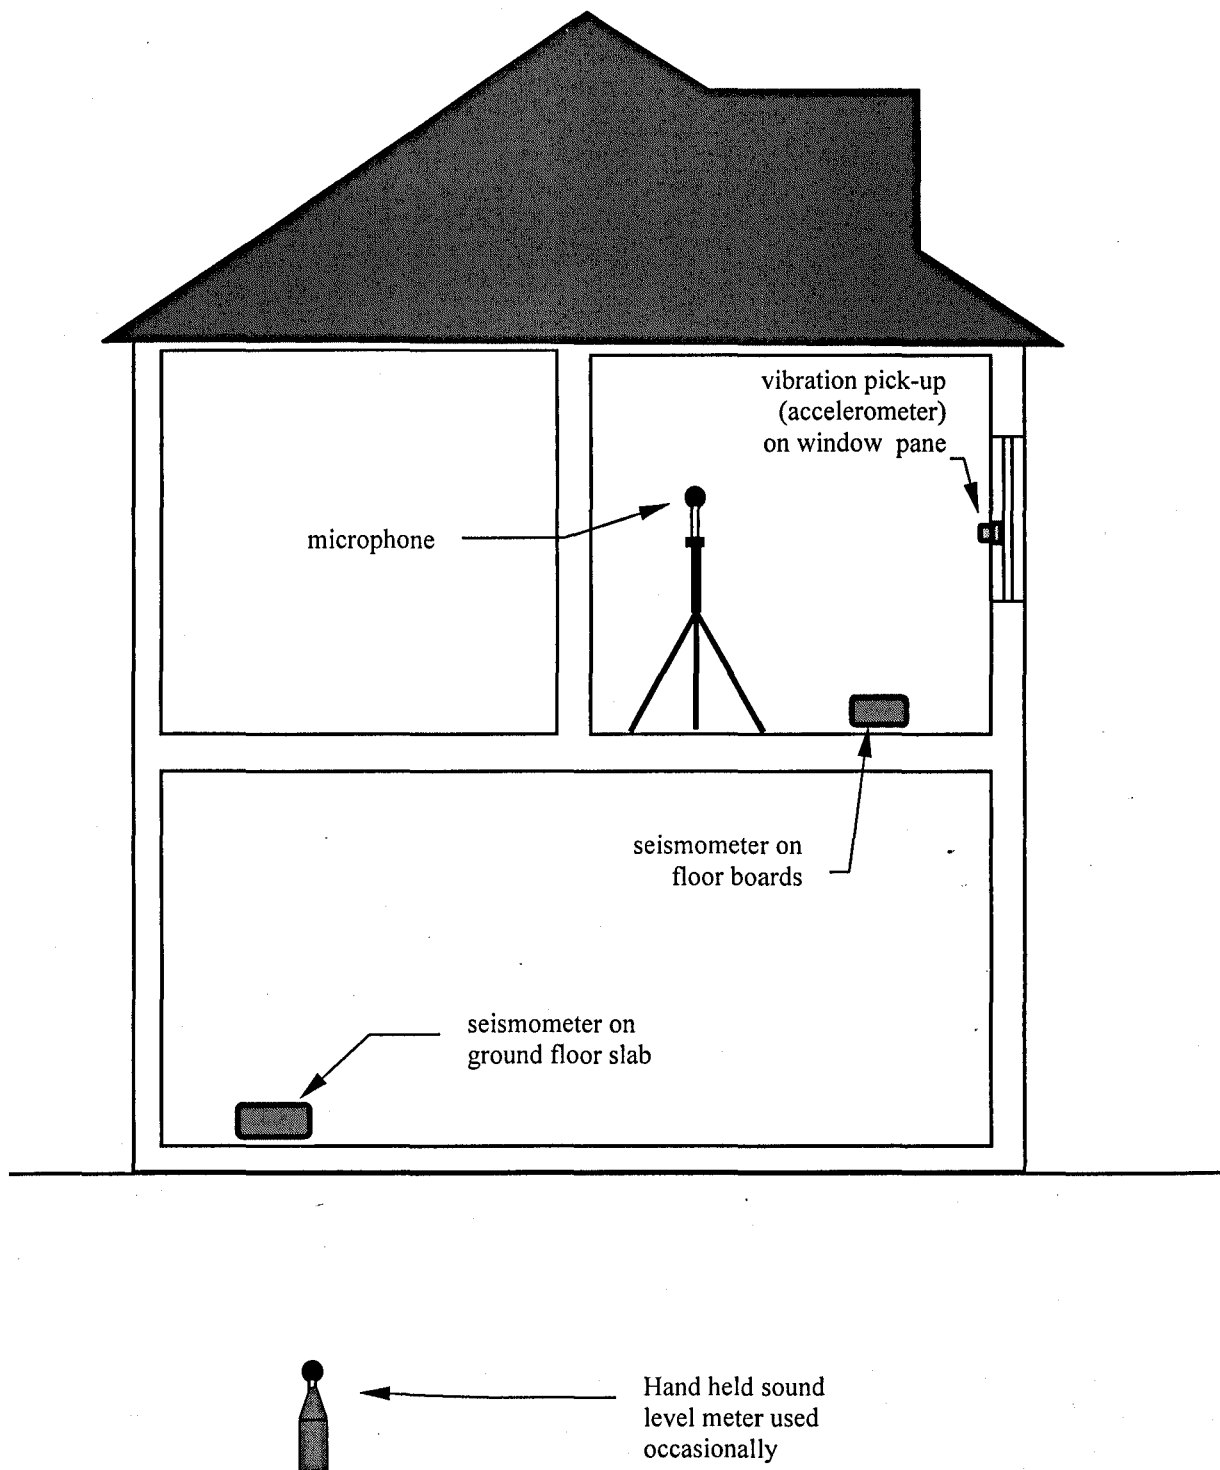 vibration pick-up
(accelerometer)
on window pane
microphone
seismometer on
floor boards
seismometer on
ground floor slab
Hand held sound
level meter used
occasionally